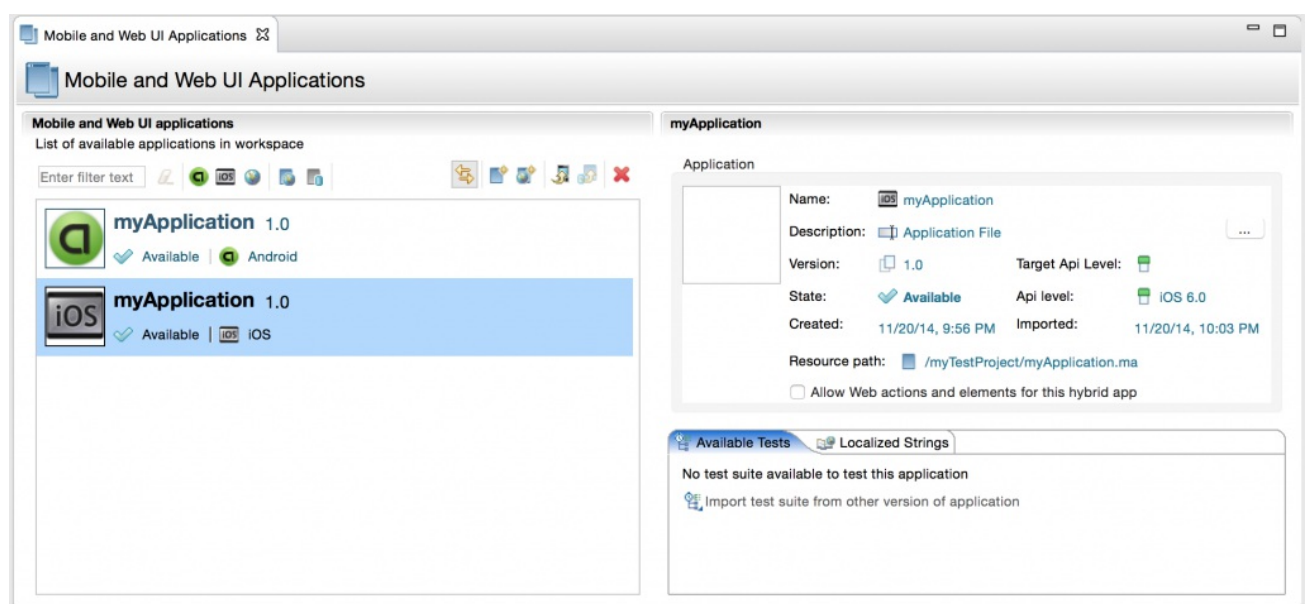 Mobile and Web UI Applications
Mobile and Web UI Applications
Mobile and Web UI applications
List of available applications in workspace
Enter filter text
iOS
myApplication 1.0
Available | Android
iOS
myApplication 1.0
Available | iOS iOS
myApplication
Application
Name: iOS myApplication
Description: Application File ...
Version: 1.0 Target Api Level:
State: Available Api level: iOS 6.0
Created: 11/20/14, 9:56 PM Imported: 11/20/14, 10:03 PM
Resource path: /myTestProject/myApplication.ma
Allow Web actions and elements for this hybrid app
Available Tests Localized Strings
No test suite available to test this application
Import test suite from other version of application